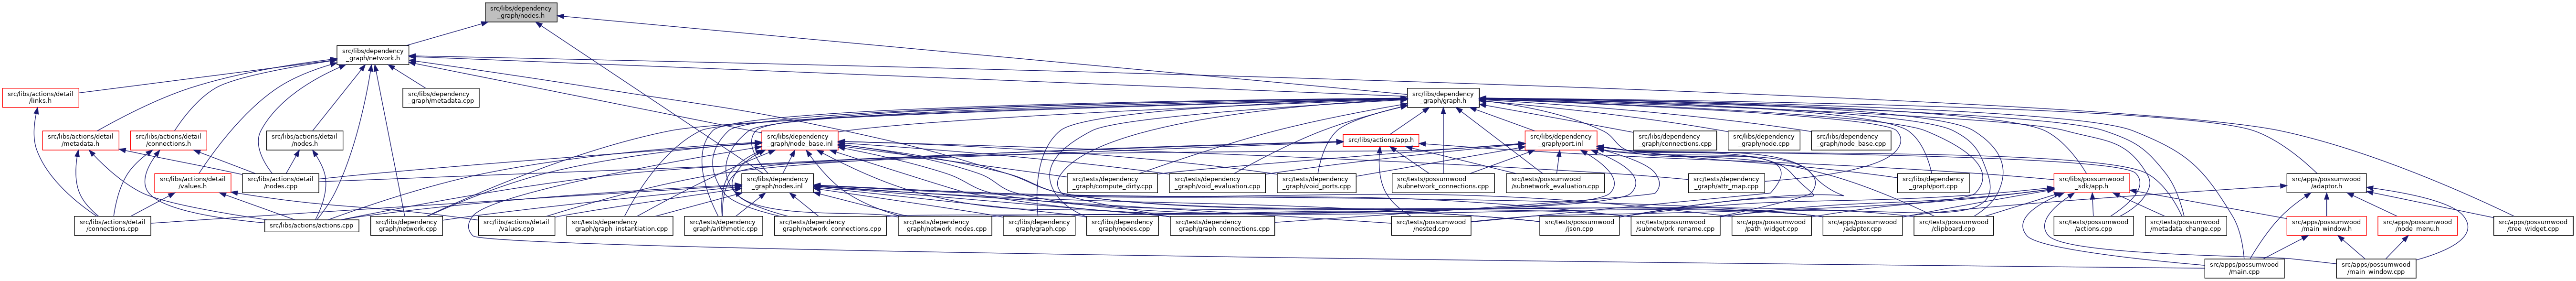 src/libs/dependency
_graph/nodes.h
src/libs/dependency
_graph/network.h
src/libs/actions/detail
/links.h
src/libs/dependency
_graph/metadata.cpp
src/libs/dependency
_graph/graph.h
src/libs/actions/detail
/metadata.h
src/libs/actions/detail
/connections.h
src/libs/actions/detail
/nodes.h
src/libs/dependency
_graph/node_base.inl
src/libs/actions/app.h
src/libs/dependency
_graph/port.inl
src/libs/dependency
_graph/connections.cpp
src/libs/dependency
_graph/node.cpp
src/libs/dependency
_graph/node_base.cpp
src/libs/actions/detail
/values.h
src/libs/actions/detail
/nodes.cpp
src/libs/dependency
_graph/nodes.inl
src/tests/dependency
_graph/compute_dirty.cpp
src/tests/dependency
_graph/void_evaluation.cpp
src/tests/dependency
_graph/void_ports.cpp
src/tests/possumwood
/subnetwork_connections.cpp
src/tests/possumwood
/subnetwork_evaluation.cpp
src/tests/dependency
_graph/attr_map.cpp
src/libs/dependency
_graph/port.cpp
src/libs/possumwood
_sdk/app.h
src/apps/possumwood
/adaptor.h
src/libs/actions/detail
/connections.cpp
src/libs/actions/actions.cpp
src/libs/dependency
_graph/network.cpp
src/libs/actions/detail
/values.cpp
src/tests/dependency
_graph/graph_instantiation.cpp
src/tests/dependency
_graph/arithmetic.cpp
src/tests/dependency
_graph/network_connections.cpp
src/tests/dependency
_graph/network_nodes.cpp
src/libs/dependency
_graph/graph.cpp
src/libs/dependency
_graph/nodes.cpp
src/tests/dependency
_graph/graph_connections.cpp
src/tests/possumwood
/nested.cpp
src/tests/possumwood
/json.cpp
src/tests/possumwood
/subnetwork_rename.cpp
src/apps/possumwood
/path_widget.cpp
src/apps/possumwood
/adaptor.cpp
src/tests/possumwood
/clipboard.cpp
src/tests/possumwood
/actions.cpp
src/tests/possumwood
/metadata_change.cpp
src/apps/possumwood
/main_window.h
src/apps/possumwood
/node_menu.h
src/apps/possumwood
/tree_widget.cpp
src/apps/possumwood
/main.cpp
src/apps/possumwood
/main_window.cpp